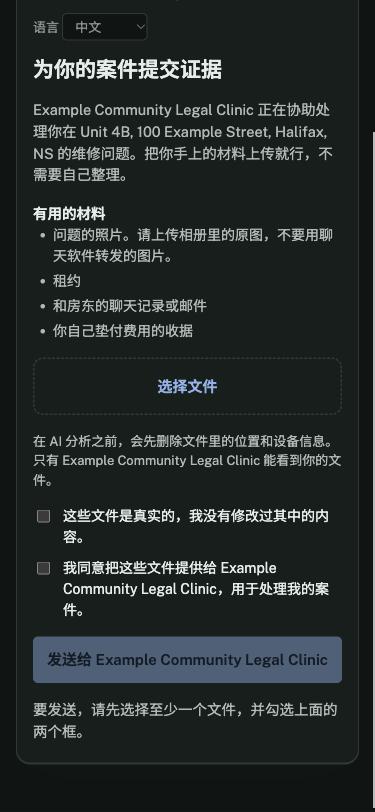 语言 中文
为你的案件提交证据
Example Community Legal Clinic 正在协助处
理你在 Unit 4B, 100 Example Street, Halifax,
NS 的维修问题。把你手上的材料上传就行，不
需要自己整理。
有用的材料
• 问题的照片。请上传相册里的原图，不要用聊
天软件转发的图片。
• 租约
• 和房东的聊天记录或邮件
• 你自己垫付费用的收据
选择文件
在 AI 分析之前，会先删除文件里的位置和设备信息。
只有 Example Community Legal Clinic 能看到你的文
件。
这些文件是真实的，我没有修改过其中的内
容。
我同意把这些文件提供给 Example
Community Legal Clinic，用于处理我的案
件。
发送给 Example Community Legal Clinic
要发送，请先选择至少一个文件，并勾选上面的
两个框。